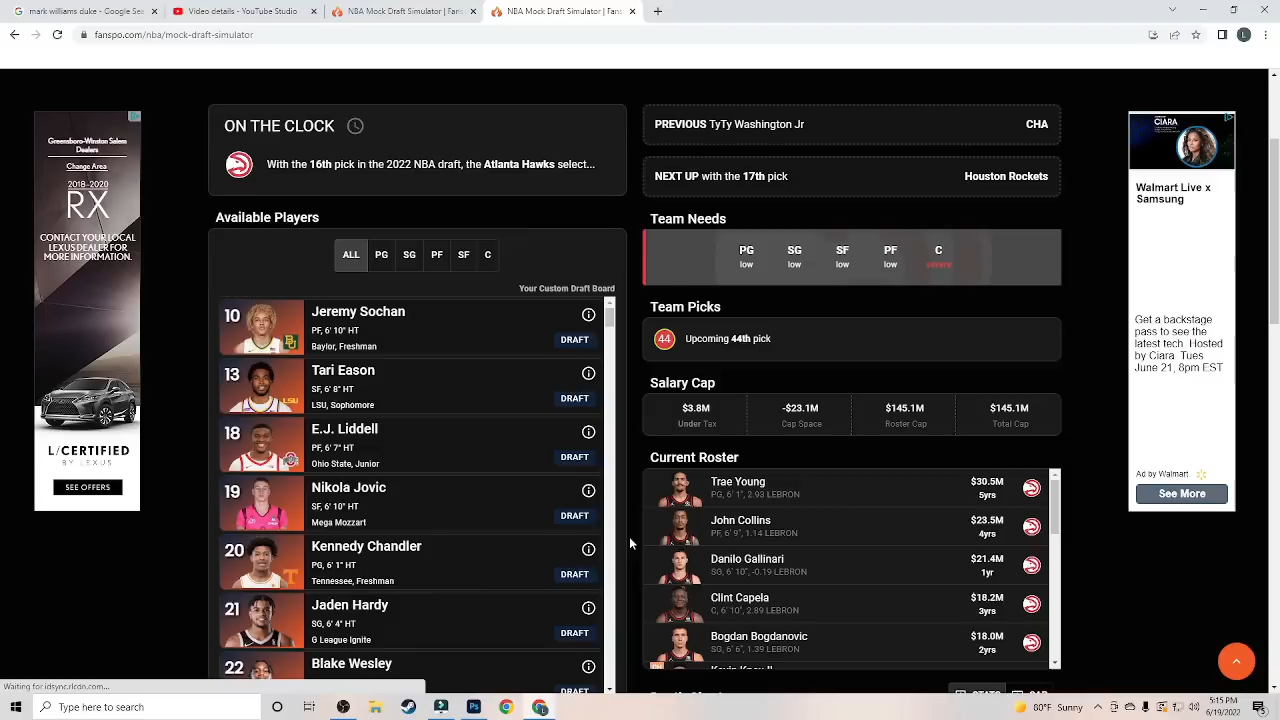 mark williams duke - Google Se
Video details - YouTube Studio
NBA Mock Draft Simulator | Fans
NBA Mock Draft Simulator | Fans
fanspo.com/nba/mock-draft-simulator
ON THE CLOCK
With the 16th pick in the 2022 NBA draft, the Atlanta Hawks select...
PREVIOUS TyTy Washington Jr
CHA
NEXT UP with the 17th pick
Houston Rockets
Available Players
ALL PG SG PF SF C
Your Custom Draft Board
10
Jeremy Sochan
PF, 6' 10" HT
Baylor, Freshman
DRAFT
13
Tari Eason
SF, 6' 8" HT
LSU, Sophomore
LSU
DRAFT
18
E.J. Liddell
PF, 6' 7" HT
Ohio State, Junior
DRAFT
19
Nikola Jovic
SF, 6' 10" HT
Mega Mozzart
DRAFT
20
Kennedy Chandler
PG, 6' 1" HT
Tennessee, Freshman
DRAFT
21
Jaden Hardy
SG, 6' 4" HT
G League Ignite
DRAFT
22
Blake Wesley
DRAFT
Team Needs
PG SG SF PF C
low low low low severe
Team Picks
44 Upcoming 44th pick
Salary Cap
$3.8M -$23.1M $145.1M $145.1M
Under Tax Cap Space Roster Cap Total Cap
Current Roster
Trae Young
PG, 6' 1", 2.93 LEBRON
$30.5M
5yrs
John Collins
PF, 6' 9", 1.14 LEBRON
$23.5M
4yrs
Danilo Gallinari
SG, 6' 10", -0.19 LEBRON
$21.4M
1yr
Clint Capela
C, 6' 10", 2.89 LEBRON
$18.2M
3yrs
Bogdan Bogdanovic
SG, 6' 6", 1.39 LEBRON
$18.0M
2yrs
Greensboro-Winston Salem
Dealers
Change Area
2018-2020
RX
CONTACT YOUR LOCAL
LEXUS DEALER FOR
MORE INFORMATION.
L/CERTIFIED
BY LEXUS
SEE OFFERS
CIARA
Walmart Live x
Samsung
Get a backstage
pass to see the
latest tech. Hosted
by Ciara. Tues
June 21, 8pm EST
Ad by Walmart
See More
Waiting for idsync.rlcdn.com...
Type here to search
80°F Sunny
5:15 PM
6/19/2022